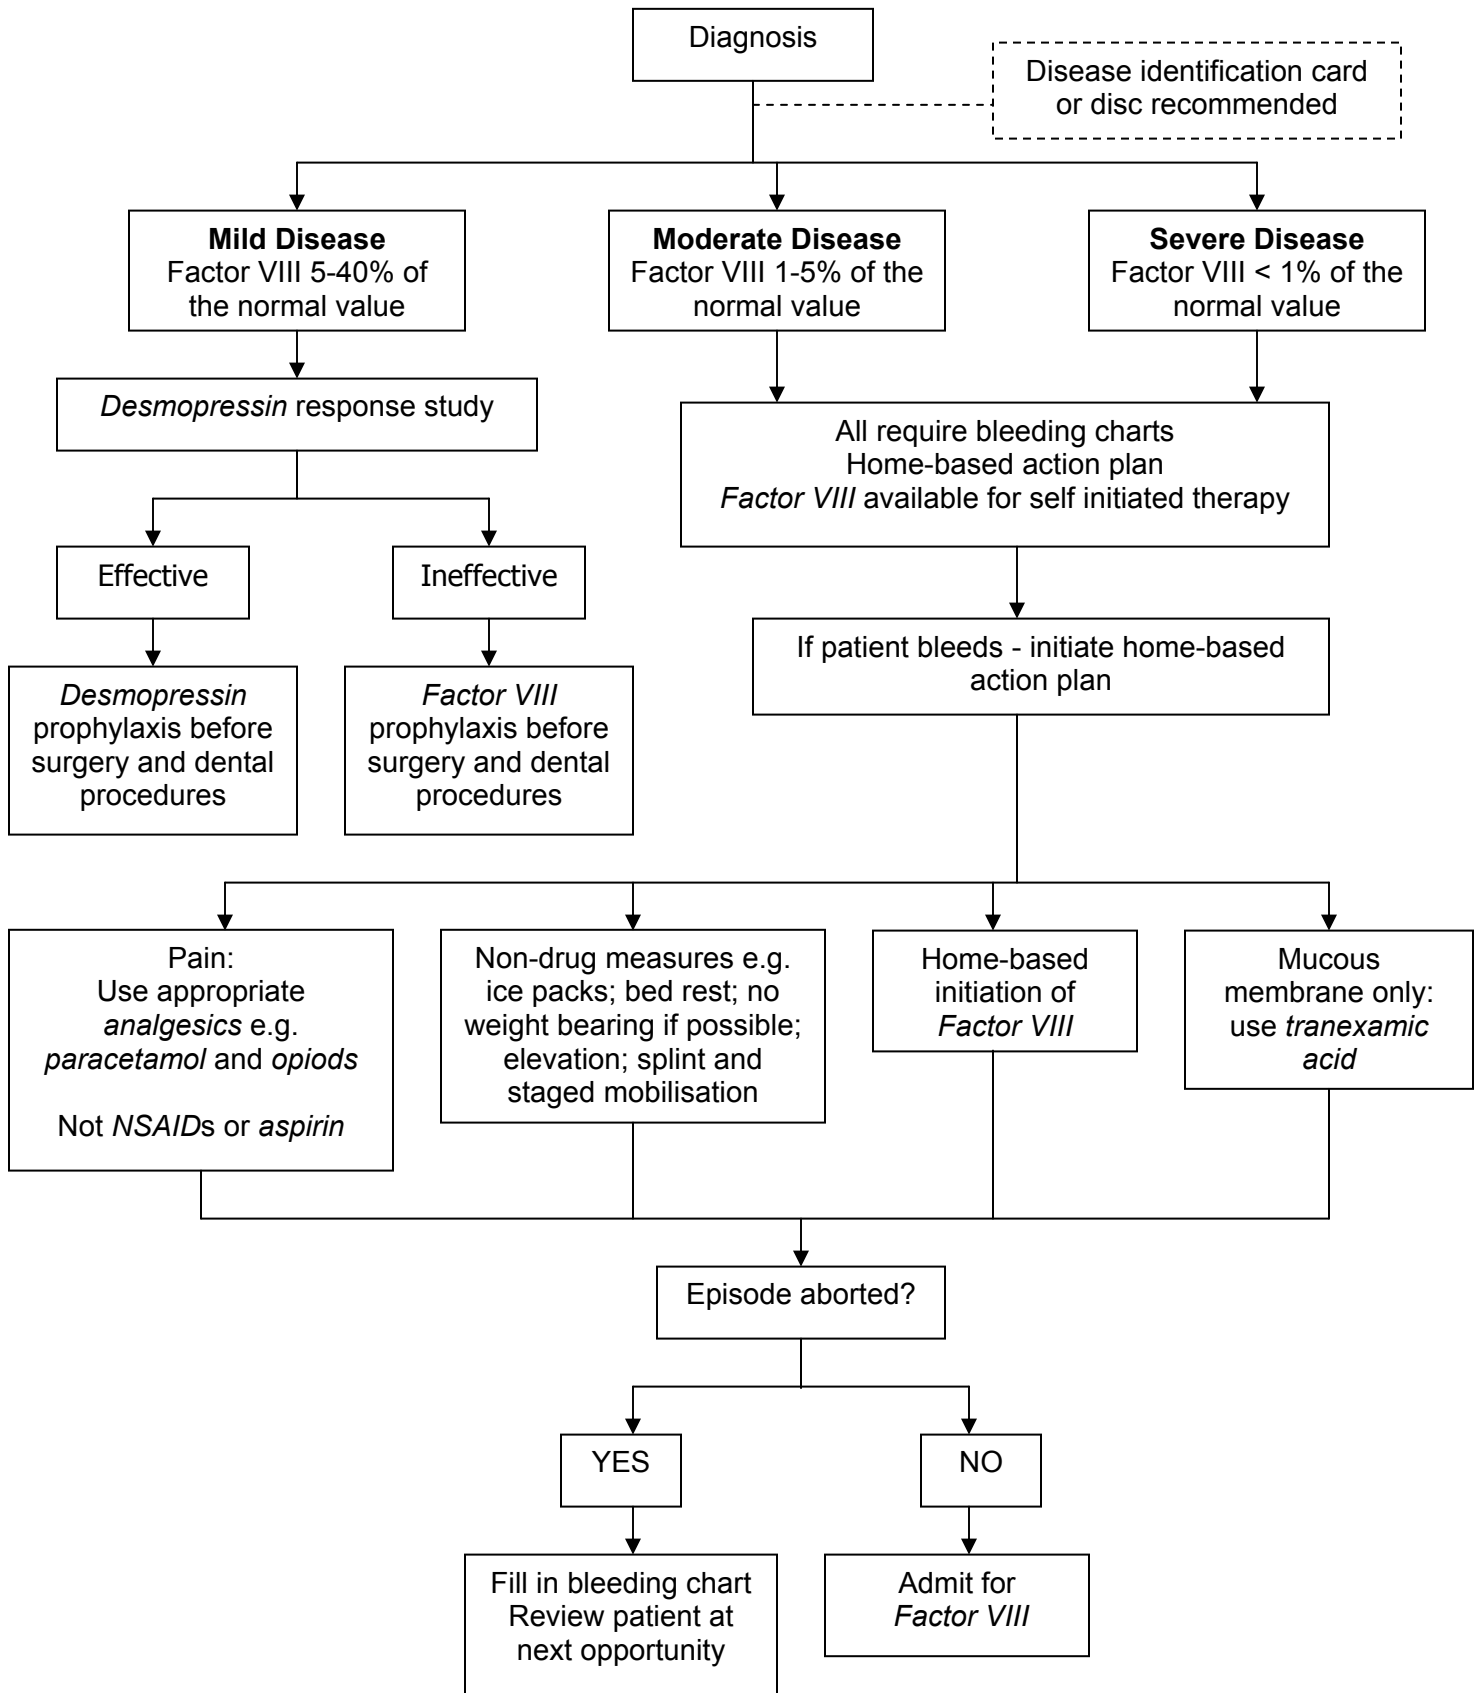 Diagnosis
Disease identification card
or disc recommended
Mild Disease
Factor VIII 5-40% of
the normal value
Moderate Disease
Factor VIII 1-5% of the
normal value
Severe Disease
Factor VIII < 1% of the
normal value
Desmopressin response study
All require bleeding charts
Home-based action plan
Factor VIII available for self initiated therapy
Effective
Ineffective
If patient bleeds - initiate home-based
action plan
Desmopressin
prophylaxis before
surgery and dental
procedures
Factor VIII
prophylaxis before
surgery and dental
procedures
Pain:
Use appropriate
analgesics e.g.
paracetamol and opiods
Not NSAIDs or aspirin
Non-drug measures e.g.
ice packs; bed rest; no
weight bearing if possible;
elevation; splint and
staged mobilisation
Home-based
initiation of
Factor VIII
Mucous
membrane only:
use tranexamic
acid
Episode aborted?
YES
NO
Fill in bleeding chart
Review patient at
next opportunity
Admit for
Factor VIII